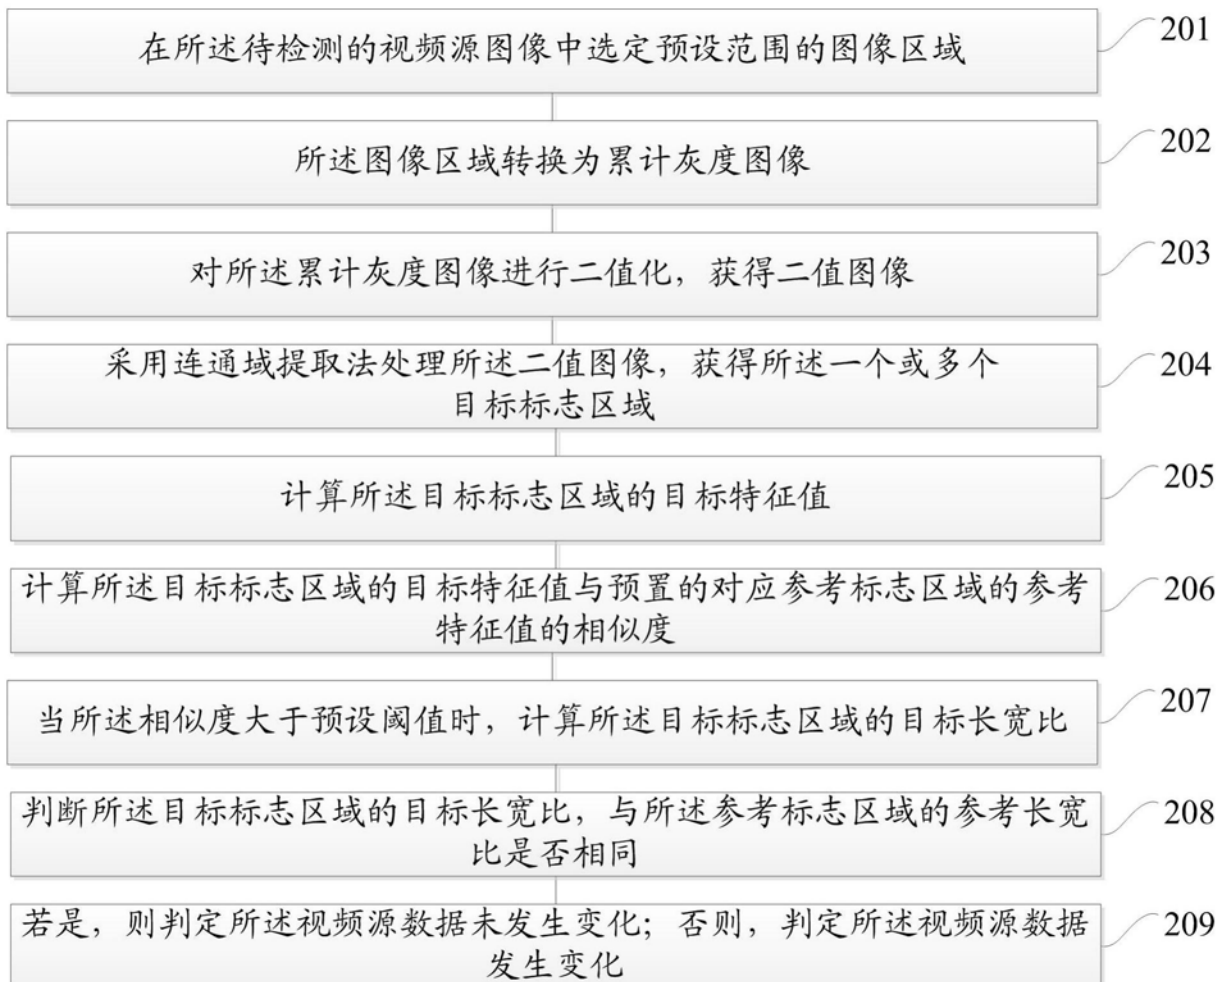 在所述待检测的视频源图像中选定预设范围的图像区域
201
所述图像区域转换为累计灰度图像
202
对所述累计灰度图像进行二值化，获得二值图像
203
采用连通域提取法处理所述二值图像，获得所述一个或多个
目标标志区域
204
计算所述目标标志区域的目标特征值
205
计算所述目标标志区域的目标特征值与预置的对应参考标志区域的参考
特征值的相似度
206
当所述相似度大于预设阈值时，计算所述目标标志区域的目标长宽比
207
判断所述目标标志区域的目标长宽比，与所述参考标志区域的参考长宽
比是否相同
208
若是，则判定所述视频源数据未发生变化；否则，判定所述视频源数据
发生变化
209